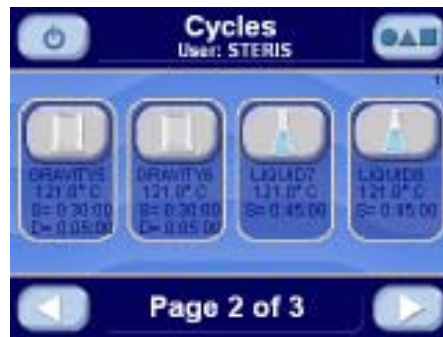 Cycles
User: STERIS
1
GRAVITY5
121.0° C
S= 0:30:00
D= 0:05:00
GRAVITY6
121.0° C
S= 0:30:00
D= 0:05:00
LIQUID7
121.0° C
S= 0:45:00
LIQUID8
121.0° C
S= 0:45:00
Page 2 of 3